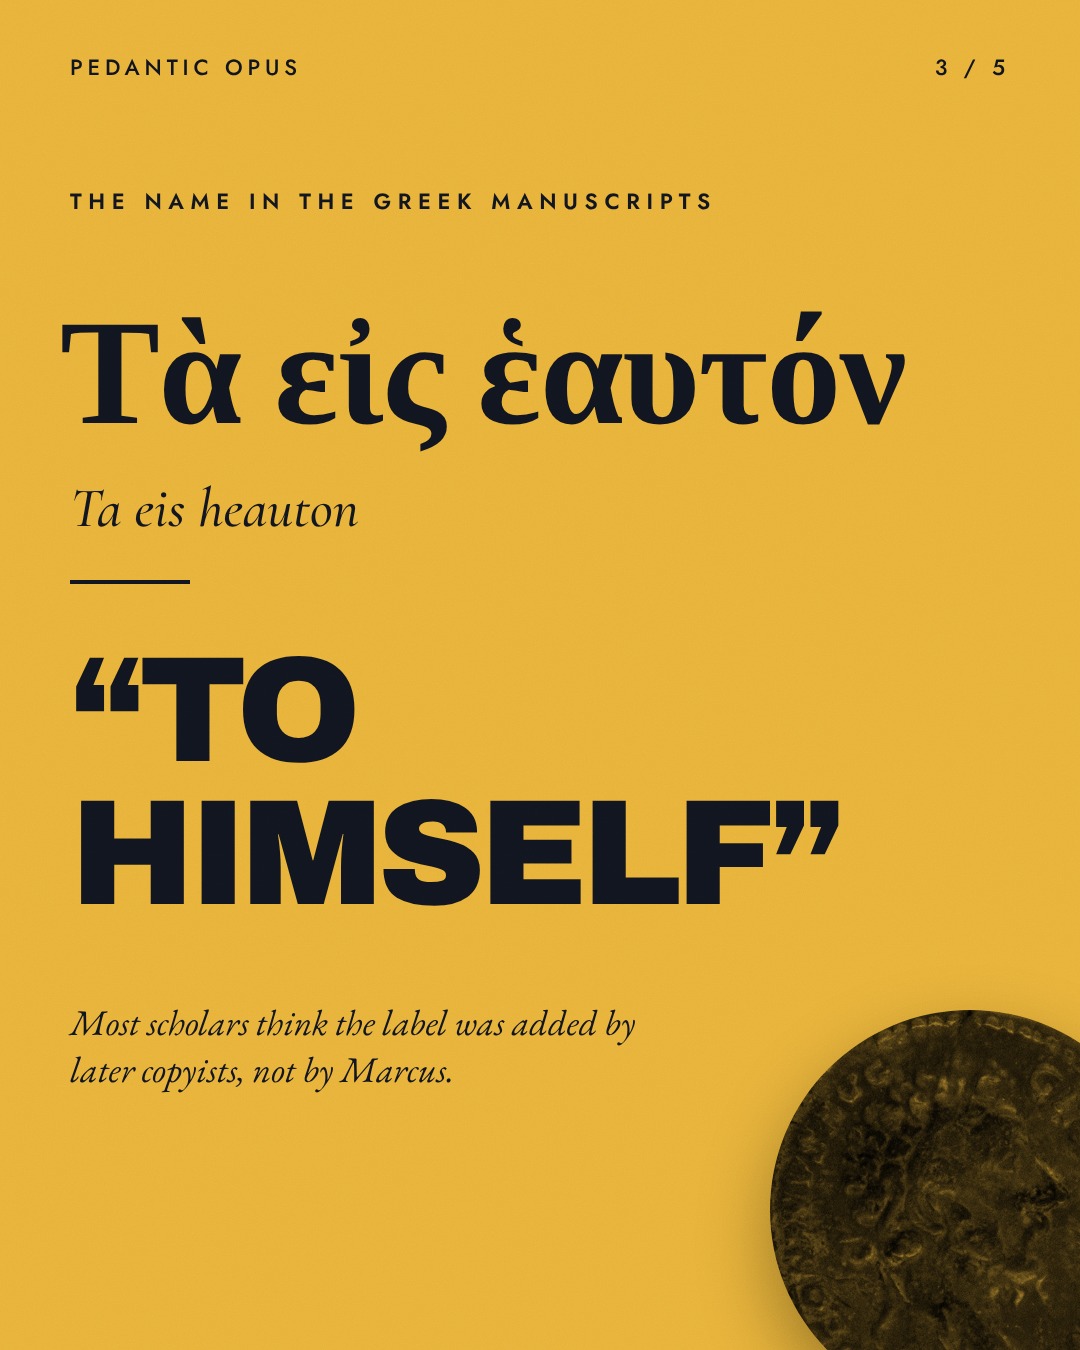 PEDANTIC OPUS
3 / 5
THE NAME IN THE GREEK MANUSCRIPTS
Τὰ εἰς ἑαυτόν
Ta eis heauton
“TO
HIMSELF”
Most scholars think the label was added by
later copyists, not by Marcus.